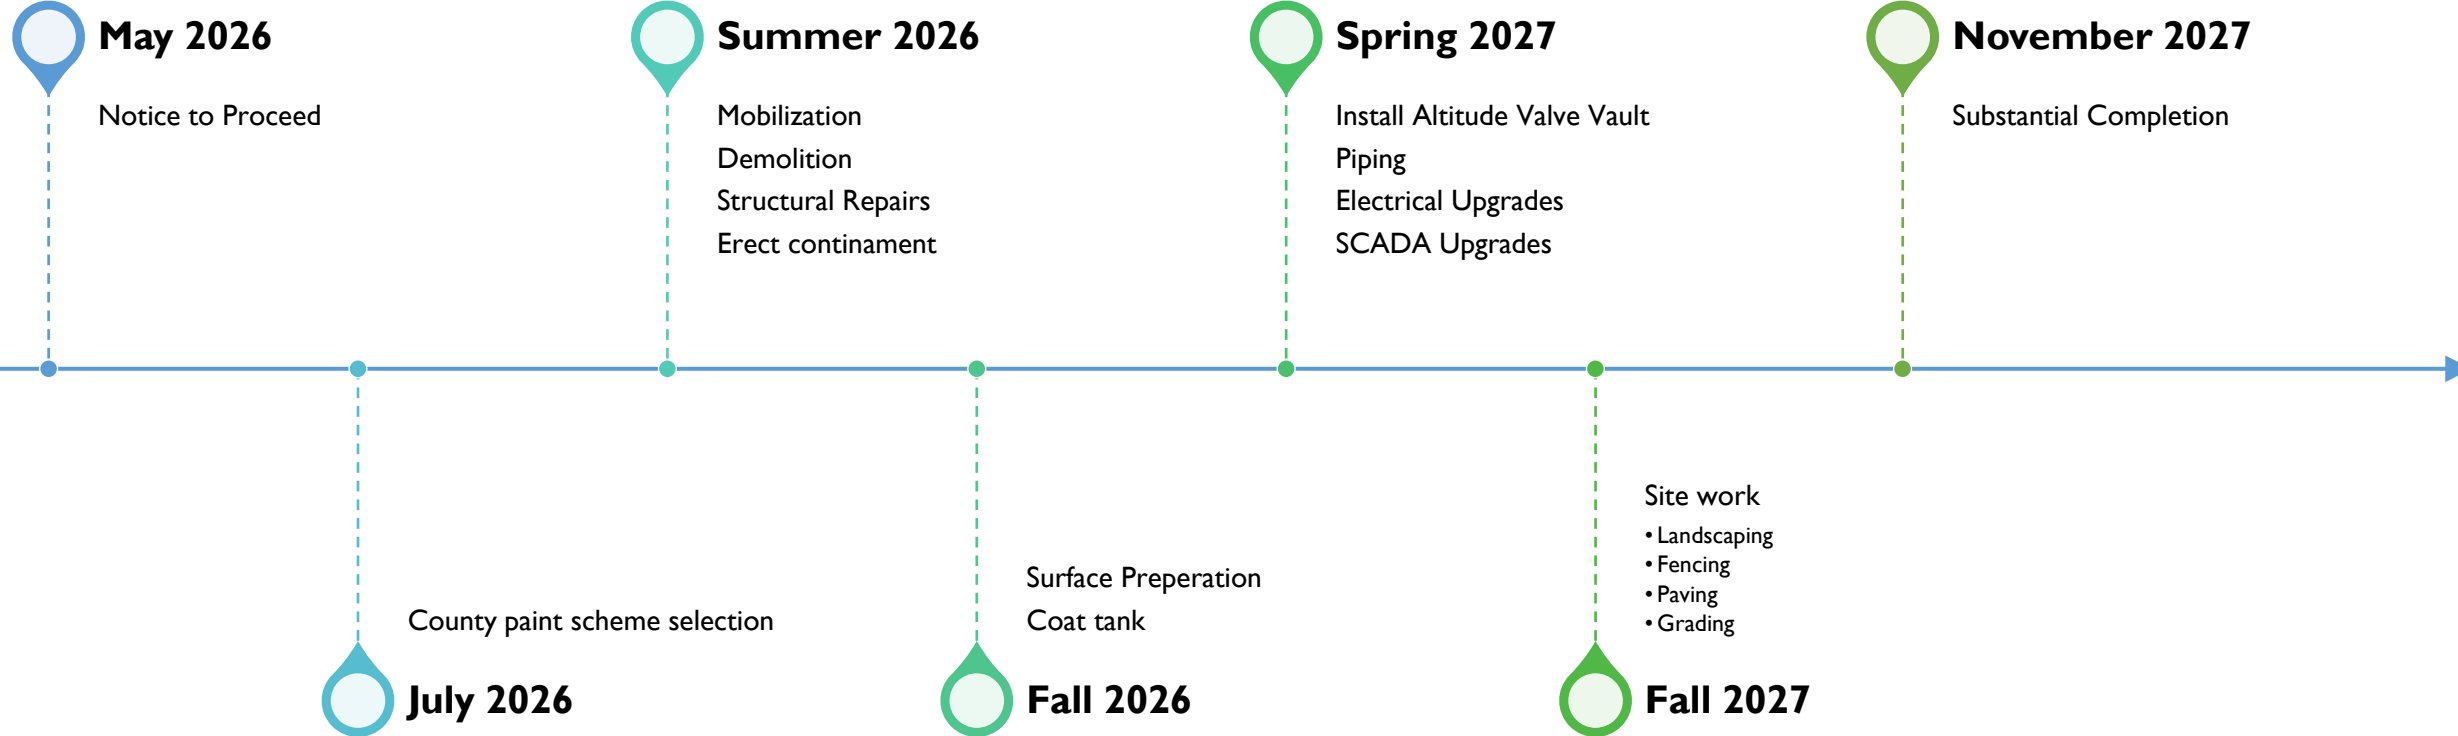 May 2026
Notice to Proceed
July 2026
County paint scheme selection
Summer 2026
Mobilization
Demolition
Structural Repairs
Erect continament
Fall 2026
Surface Preperation
Coat tank
Spring 2027
Install Altitude Valve Vault
Piping
Electrical Upgrades
SCADA Upgrades
Fall 2027
Site work
• Landscaping
• Fencing
• Paving
• Grading
November 2027
Substantial Completion